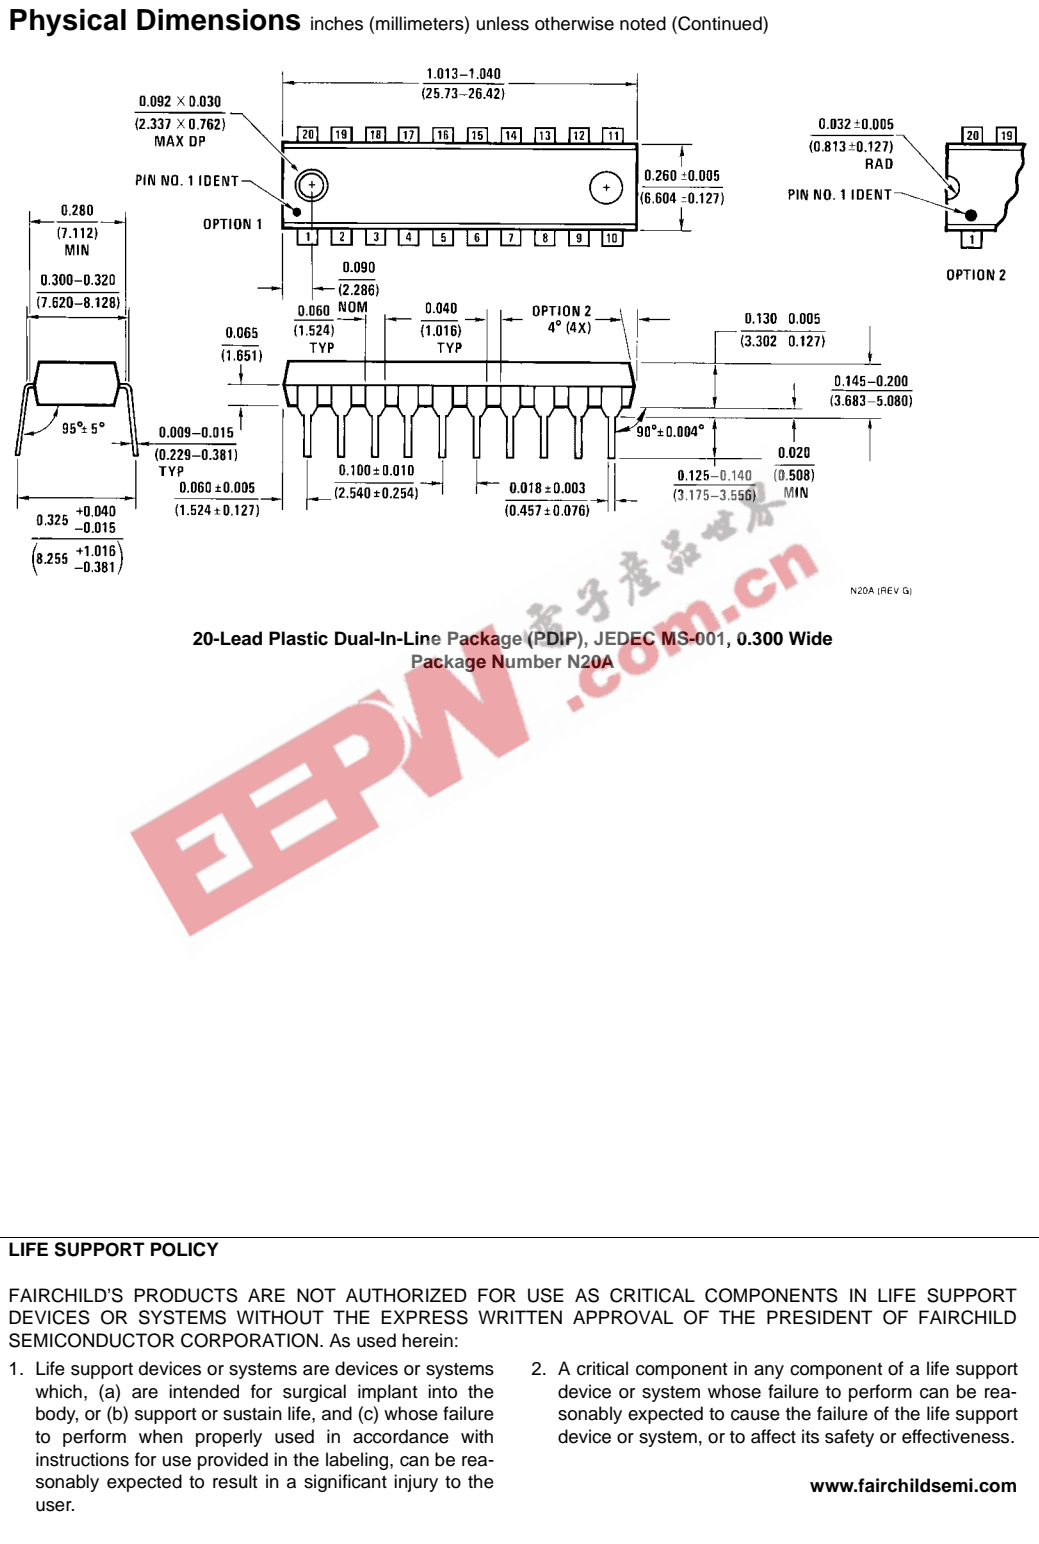 Physical Dimensions inches (millimeters) unless otherwise noted (Continued)
1.013–1.040
(25.73–26.42)
0.092 × 0.030
(2.337 × 0.762)
MAX DP
20 19 18 17 16 15 14 13 12 11
0.032 ±0.005
(0.813 ±0.127)
RAD
20 19
PIN NO. 1 IDENT
0.260 ±0.005
(6.604 ±0.127)
PIN NO. 1 IDENT
OPTION 1
1 2 3 4 5 6 7 8 9 10
1
OPTION 2
0.280
(7.112)
MIN
0.300–0.320
(7.620–8.128)
0.090
(2.286)
NOM
0.060
(1.524)
TYP
0.040
(1.016)
TYP
OPTION 2
4° (4X)
0.065
(1.651)
0.130 0.005
(3.302 0.127)
0.145–0.200
(3.683–5.080)
95°± 5°
0.009–0.015
(0.229–0.381)
TYP
90°±0.004°
0.020
(0.508)
MIN
0.100 ±0.010
(2.540 ±0.254)
0.125–0.140
(3.175–3.556)
0.060 ±0.005
(1.524 ±0.127)
0.018 ±0.003
(0.457 ±0.076)
0.325 +0.040
–0.015
(8.255 +1.016
–0.381)
N20A (REV G)
20-Lead Plastic Dual-In-Line Package (PDIP), JEDEC MS-001, 0.300 Wide
Package Number N20A
EEPW.com.cn
电子産品世界
LIFE SUPPORT POLICY
FAIRCHILD'S PRODUCTS ARE NOT AUTHORIZED FOR USE AS CRITICAL COMPONENTS IN LIFE SUPPORT
DEVICES OR SYSTEMS WITHOUT THE EXPRESS WRITTEN APPROVAL OF THE PRESIDENT OF FAIRCHILD
SEMICONDUCTOR CORPORATION. As used herein:
1. Life support devices or systems are devices or systems
which, (a) are intended for surgical implant into the
body, or (b) support or sustain life, and (c) whose failure
to perform when properly used in accordance with
instructions for use provided in the labeling, can be rea-
sonably expected to result in a significant injury to the
user.
2. A critical component in any component of a life support
device or system whose failure to perform can be rea-
sonably expected to cause the failure of the life support
device or system, or to affect its safety or effectiveness.
www.fairchildsemi.com